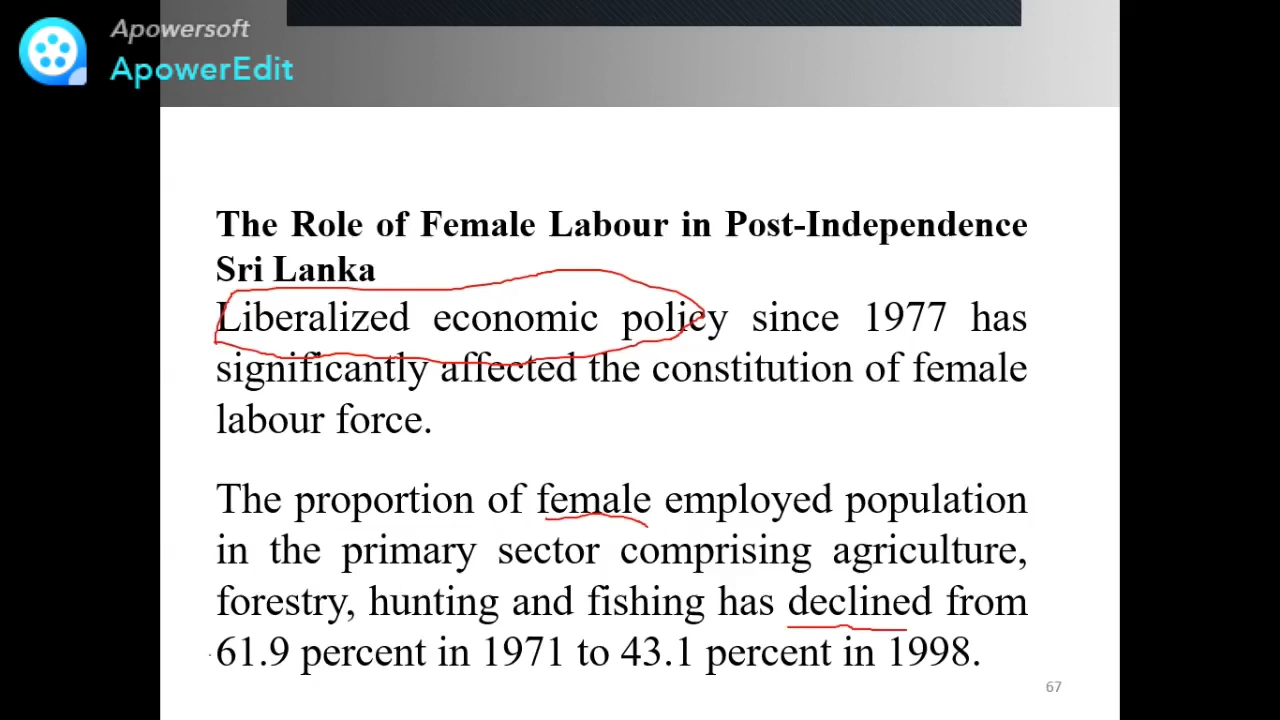 Apowersoft
ApowerEdit
The Role of Female Labour in Post-Independence
Sri Lanka
Liberalized economic policy since 1977 has
significantly affected the constitution of female
labour force.
The proportion of female employed population
in the primary sector comprising agriculture,
forestry, hunting and fishing has declined from
61.9 percent in 1971 to 43.1 percent in 1998.
67